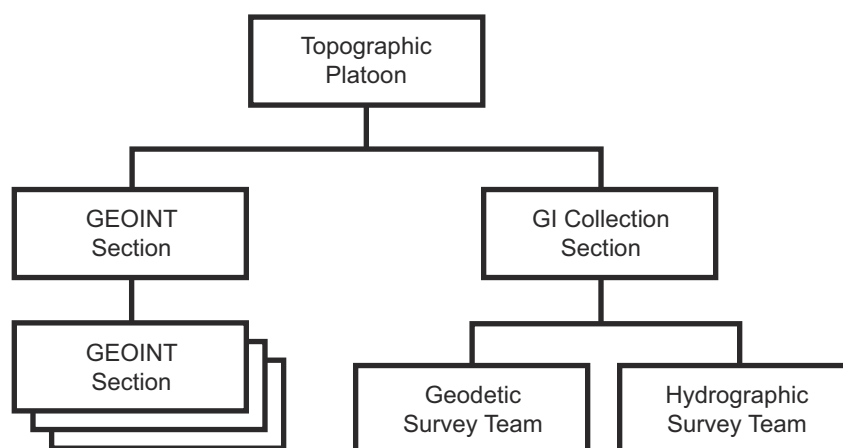 Topographic
Platoon
GEOINT
Section
GI Collection
Section
GEOINT
Section
Geodetic
Survey Team
Hydrographic
Survey Team